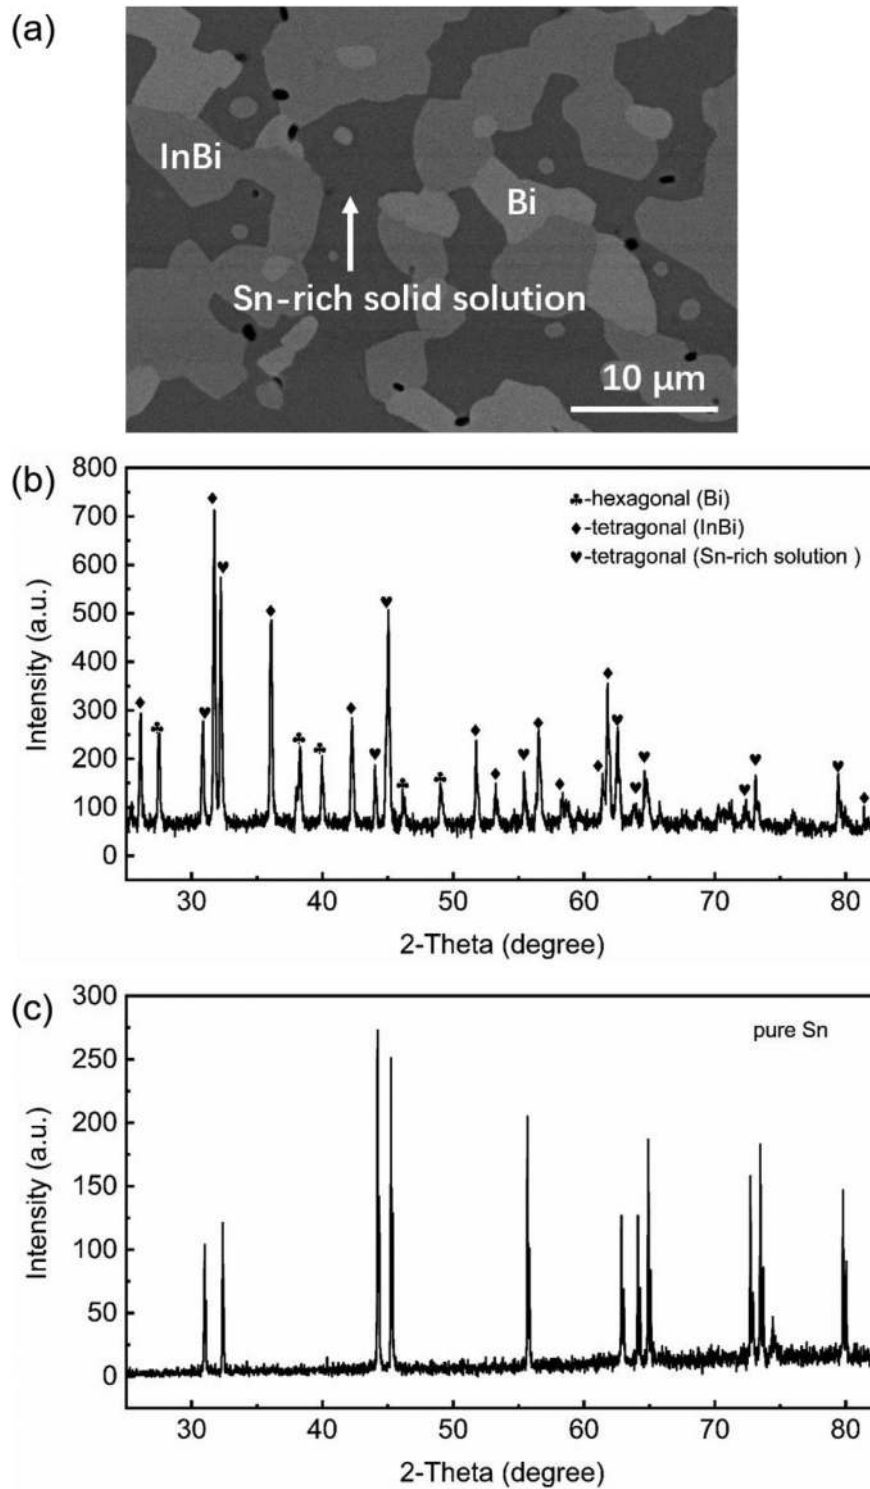 (a)
InBi
Bi
Sn-rich solid solution
10 μm
(b)
800
700
600
500
400
300
200
100
0
Intensity (a.u.)
♣-hexagonal (Bi)
♦-tetragonal (InBi)
♥-tetragonal (Sn-rich solution )
30 40 50 60 70 80
2-Theta (degree)
(c)
300
250
200
150
100
50
0
Intensity (a.u.)
pure Sn
30 40 50 60 70 80
2-Theta (degree)